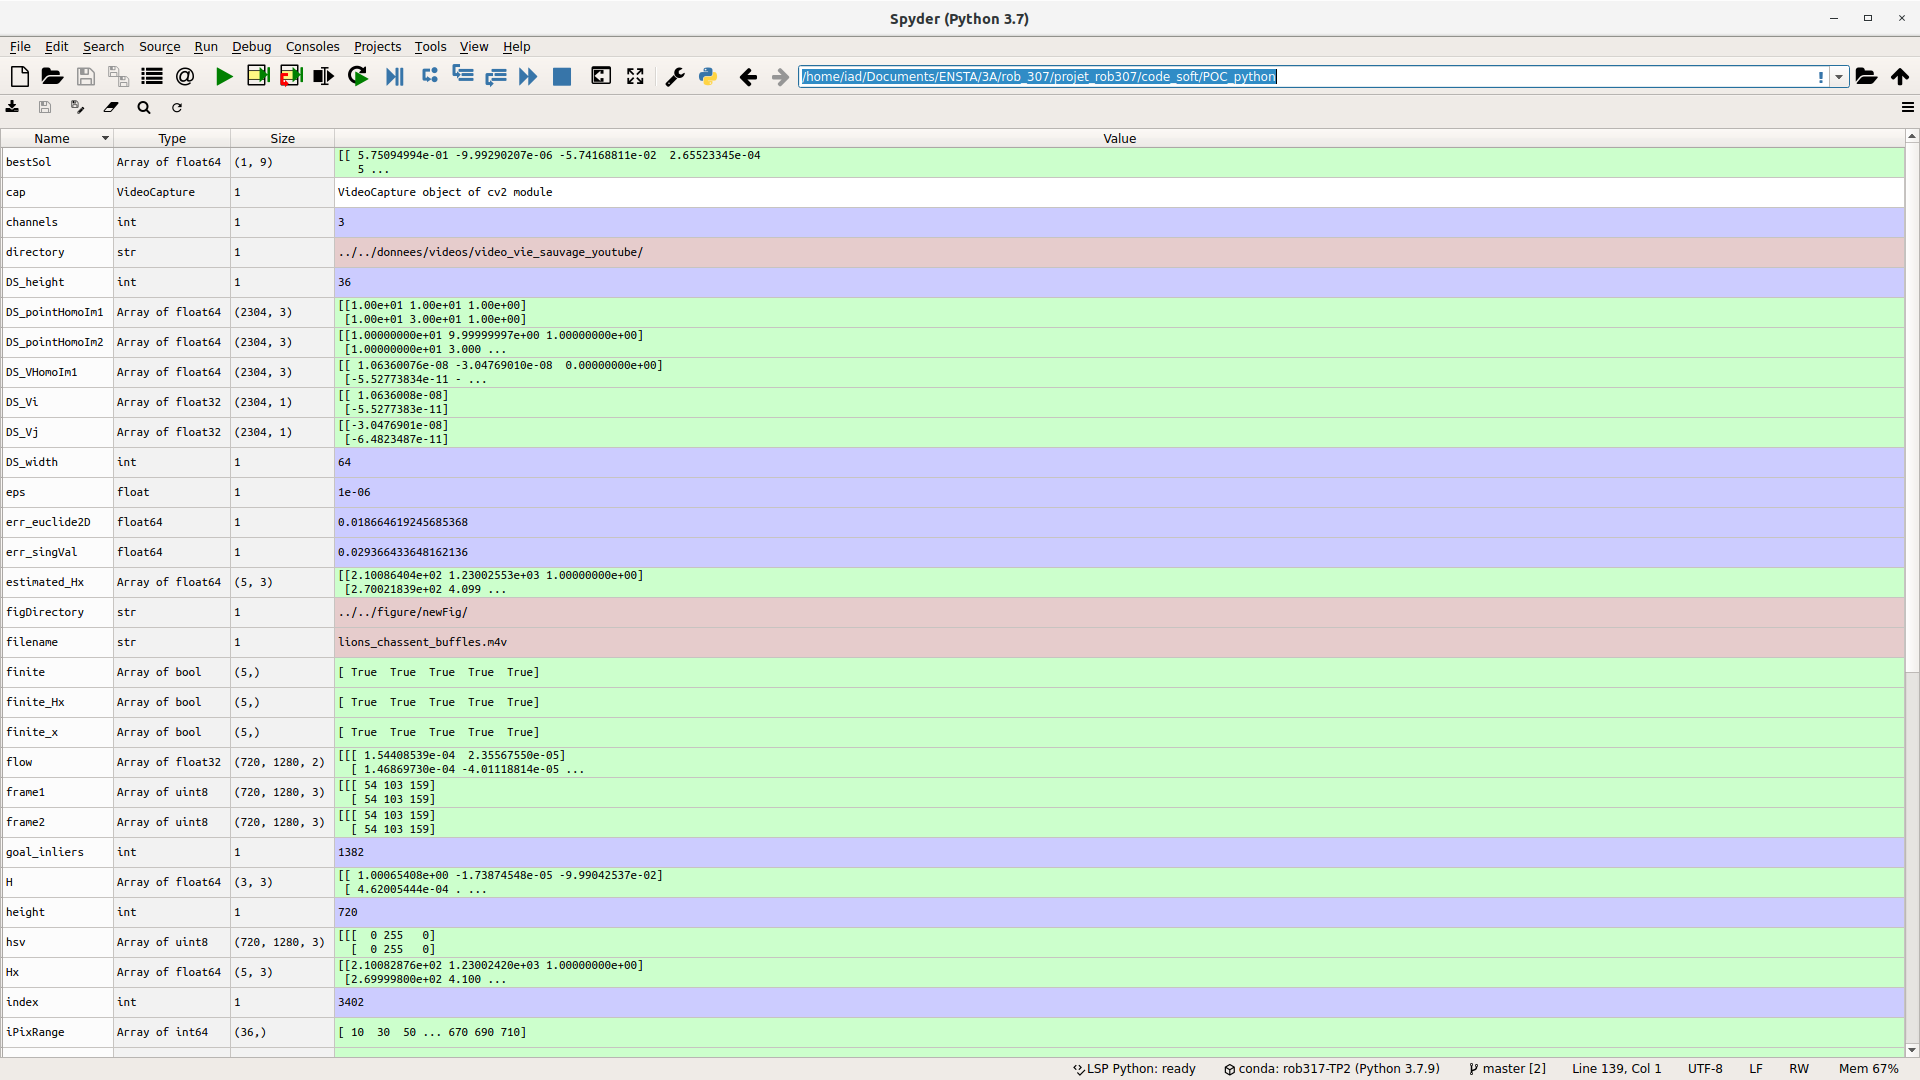 Spyder (Python 3.7)
File Edit Search Source Run Debug Consoles Projects Tools View Help
/home/iad/Documents/ENSTA/3A/rob_307/projet_rob307/code_soft/POC_python
Name Type Size Value
bestSol Array of float64 (1, 9) [[ 5.75094994e-01 -9.99290207e-06 -5.74168811e-02 2.65523345e-04
5 ...
cap VideoCapture 1 VideoCapture object of cv2 module
channels int 1 3
directory str 1 ../../donnees/videos/video_vie_sauvage_youtube/
DS_height int 1 36
DS_pointHomoIm1 Array of float64 (2304, 3) [[1.00e+01 1.00e+01 1.00e+00]
[1.00e+01 3.00e+01 1.00e+00]
DS_pointHomoIm2 Array of float64 (2304, 3) [[1.00000000e+01 9.99999997e+00 1.00000000e+00]
[1.00000000e+01 3.000 ...
DS_VHomoIm1 Array of float64 (2304, 3) [[ 1.06360076e-08 -3.04769010e-08 0.00000000e+00]
[-5.52773834e-11 - ...
DS_Vi Array of float32 (2304, 1) [[ 1.0636008e-08]
[-5.5277383e-11]
DS_Vj Array of float32 (2304, 1) [[-3.0476901e-08]
[-6.4823487e-11]
DS_width int 1 64
eps float 1 1e-06
err_euclide2D float64 1 0.018664619245685368
err_singVal float64 1 0.029366433648162136
estimated_Hx Array of float64 (5, 3) [[2.10086404e+02 1.23002553e+03 1.00000000e+00]
[2.70021839e+02 4.099 ...
figDirectory str 1 ../../figure/newFig/
filename str 1 lions_chassent_buffles.m4v
finite Array of bool (5,) [ True True True True True]
finite_Hx Array of bool (5,) [ True True True True True]
finite_x Array of bool (5,) [ True True True True True]
flow Array of float32 (720, 1280, 2) [[[ 1.54408539e-04 2.35567550e-05]
[ 1.46869730e-04 -4.01118814e-05 ...
frame1 Array of uint8 (720, 1280, 3) [[[ 54 103 159]
[ 54 103 159]
frame2 Array of uint8 (720, 1280, 3) [[[ 54 103 159]
[ 54 103 159]
goal_inliers int 1 1382
H Array of float64 (3, 3) [[ 1.00065408e+00 -1.73874548e-05 -9.99042537e-02]
[ 4.62005444e-04 . ...
height int 1 720
hsv Array of uint8 (720, 1280, 3) [[[ 0 255 0]
[ 0 255 0]
Hx Array of float64 (5, 3) [[2.10082876e+02 1.23002420e+03 1.00000000e+00]
[2.69999800e+02 4.100 ...
index int 1 3402
iPixRange Array of int64 (36,) [ 10 30 50 ... 670 690 710]
LSP Python: ready conda: rob317-TP2 (Python 3.7.9) master [2] Line 139, Col 1 UTF-8 LF RW Mem 67%